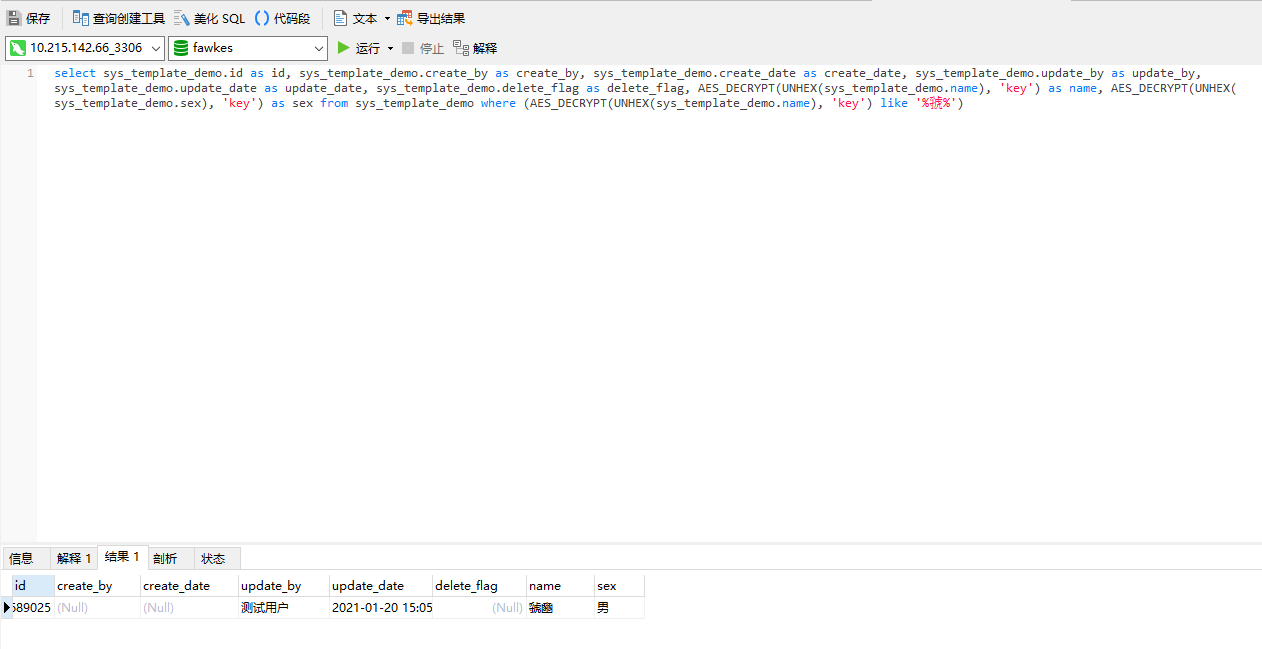 保存 查询创建工具 美化 SQL () 代码段 文本 导出结果
10.215.142.66_3306 fawkes 运行 停止 解释
1 select sys_template_demo.id as id, sys_template_demo.create_by as create_by, sys_template_demo.create_date as create_date, sys_template_demo.update_by as update_by,
sys_template_demo.update_date as update_date, sys_template_demo.delete_flag as delete_flag, AES_DECRYPT(UNHEX(sys_template_demo.name), 'key') as name, AES_DECRYPT(UNHEX(
sys_template_demo.sex), 'key') as sex from sys_template_demo where (AES_DECRYPT(UNHEX(sys_template_demo.name), 'key') like '%虢%')
信息 解释 1 结果 1 剖析 状态
id create_by create_date update_by update_date delete_flag name sex
589025 (Null) (Null) 测试用户 2021-01-20 15:05 (Null) 男